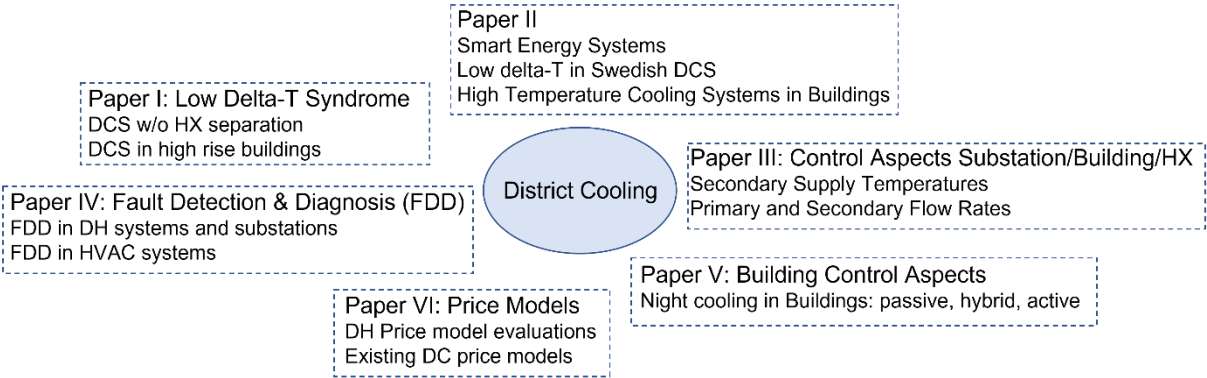 Paper II
Smart Energy Systems
Low delta-T in Swedish DCS
High Temperature Cooling Systems in Buildings
Paper I: Low Delta-T Syndrome
DCS w/o HX separation
DCS in high rise buildings
District Cooling
Paper III: Control Aspects Substation/Building/HX
Secondary Supply Temperatures
Primary and Secondary Flow Rates
Paper IV: Fault Detection & Diagnosis (FDD)
FDD in DH systems and substations
FDD in HVAC systems
Paper V: Building Control Aspects
Night cooling in Buildings: passive, hybrid, active
Paper VI: Price Models
DH Price model evaluations
Existing DC price models